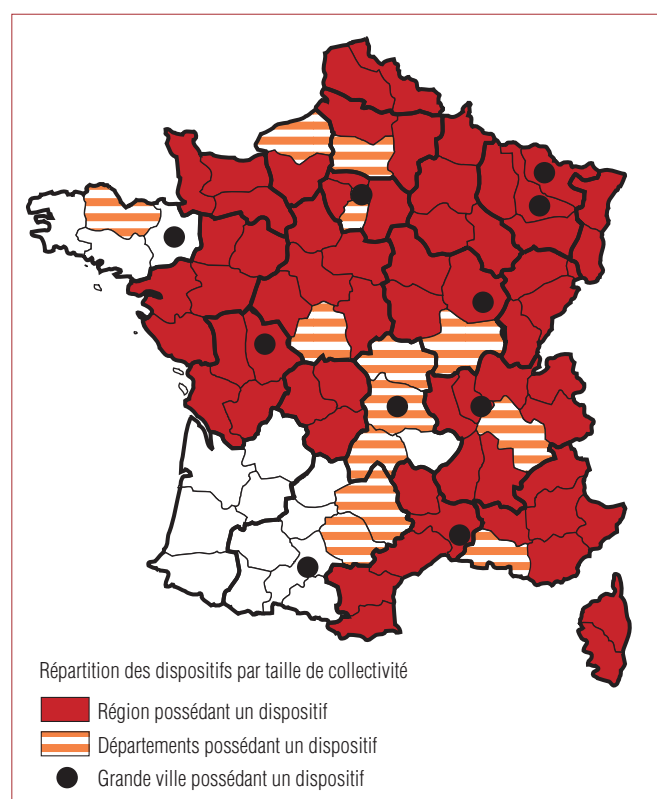 Répartition des dispositifs par taille de collectivité
Région possédant un dispositif
Départements possédant un dispositif
Grande ville possédant un dispositif